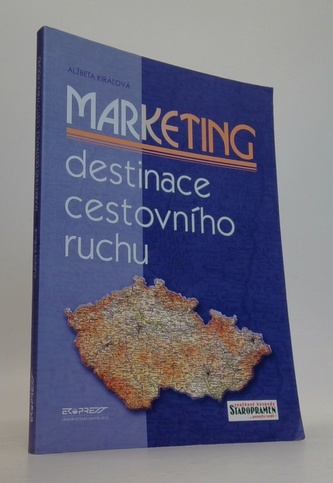 ALŽBETA KIRÁĽOVÁ
MARKETING
destinace
cestovního
ruchu
EKOPRESS
STAROPRAMEN